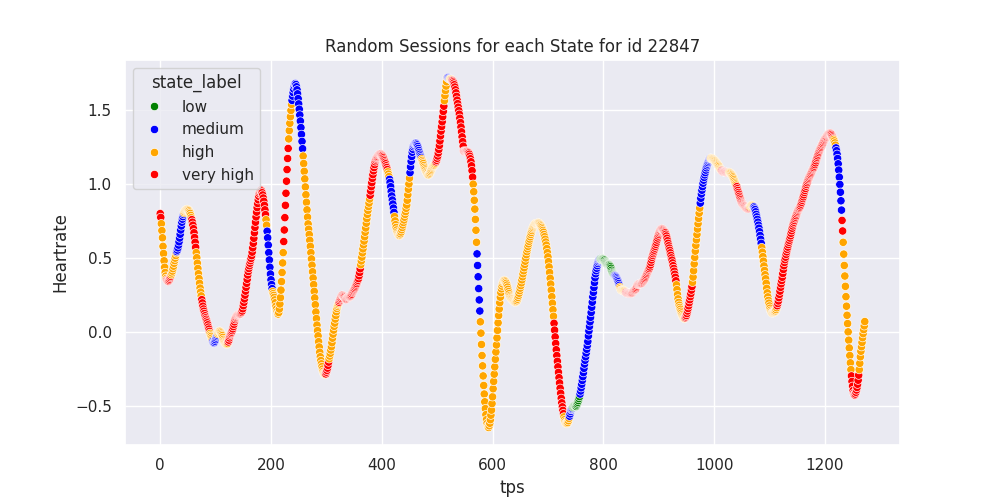 Random Sessions for each State for id 22847
state_label
low
medium
high
very high
Heartrate
1.5
1.0
0.5
0.0
−0.5
0 200 400 600 800 1000 1200
tps